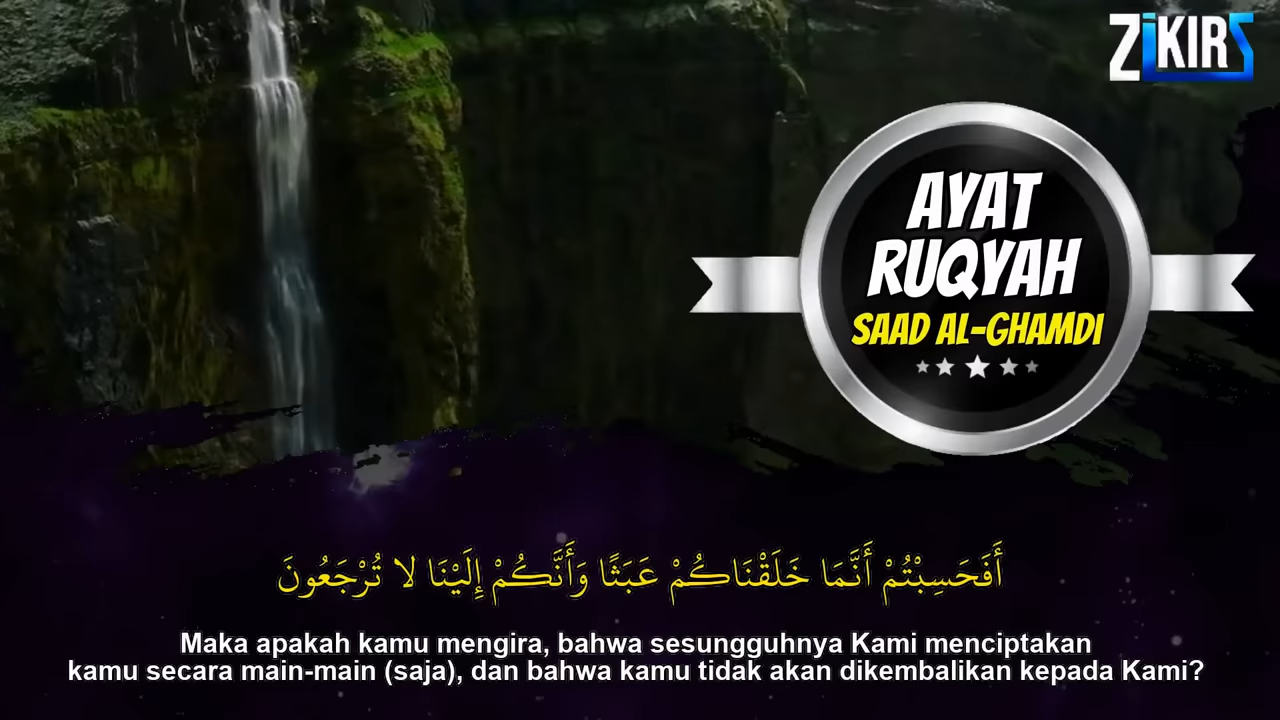 ZiKIRS
AYAT
RUQYAH
SAAD AL-GHAMDI
أَفَحَسِبْتُمْ أَنَّمَا خَلَقْنَاكُمْ عَبَثًا وَأَنَّكُمْ إِلَيْنَا لا تُرْجَعُونَ
Maka apakah kamu mengira, bahwa sesungguhnya Kami menciptakan
kamu secara main-main (saja), dan bahwa kamu tidak akan dikembalikan kepada Kami?